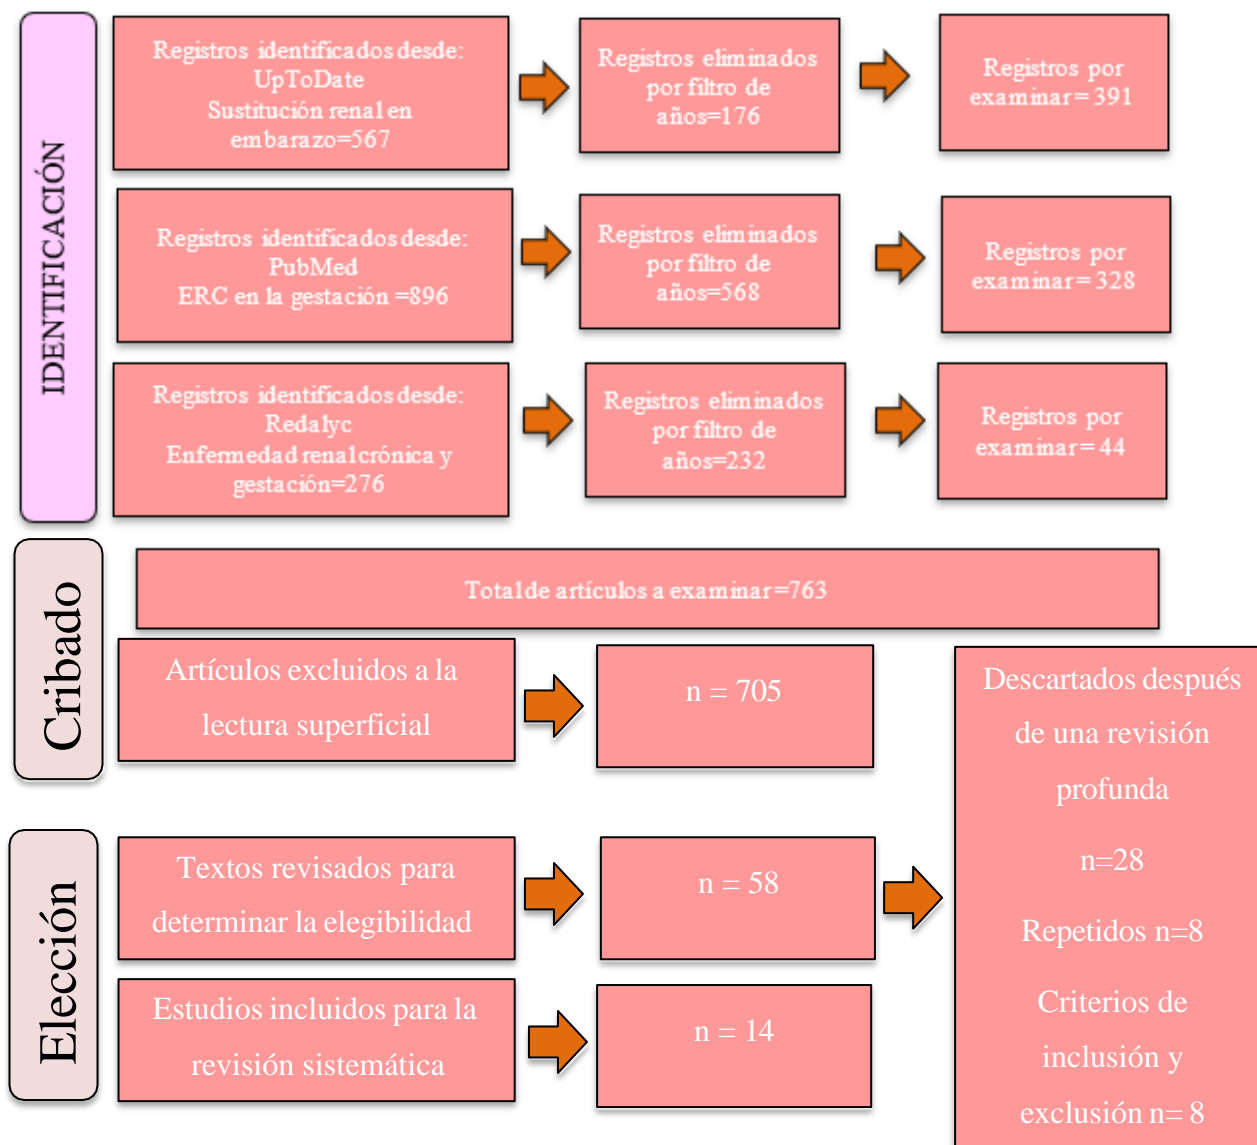 IDENTIFICACIÓN
Registros identificados desde:
UpToDate
Sustitución renal en
embarazo=567
Registros eliminados
por filtro de
años=176
Registros por
examinar= 391
Registros identificados desde:
PubMed
ERC en la gestación =896
Registros eliminados
por filtro de
años=568
Registros por
examinar= 328
Registros identificados desde:
Redalyc
Enfermedad renal crónica y
gestación=276
Registros eliminados
por filtro de
años=232
Registros por
examinar= 44
Cribado
Total de artículos a examinar=763
Artículos excluidos a la
lectura superficial
n = 705
Descartados después
de una revisión
profunda
n=28
Repetidos n=8
Criterios de
inclusión y
exclusión n= 8
Elección
Textos revisados para
determinar la elegibilidad
n = 58
Estudios incluidos para la
revisión sistemática
n = 14